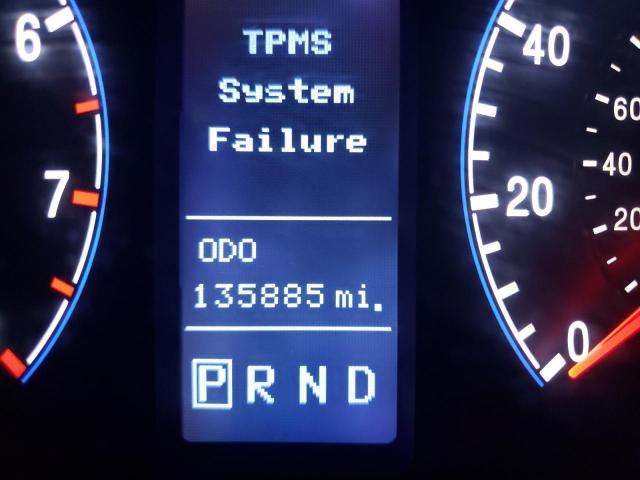 TPMS
System
Failure
ODO
135885 mi.
P R N D
6
7
40
20
0
60
40
20